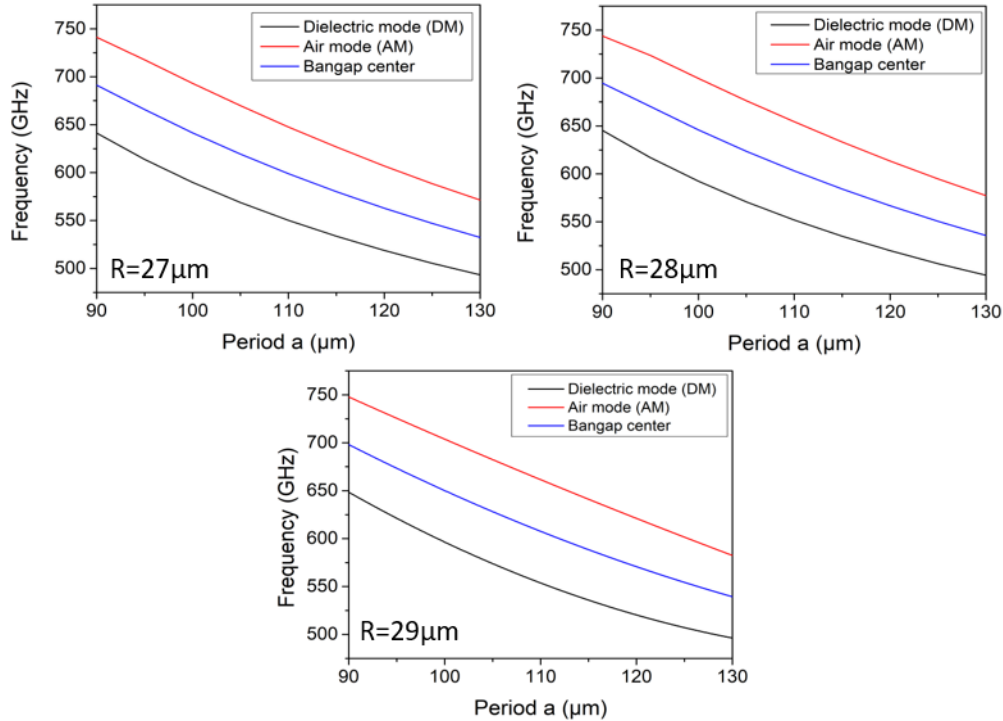 750
700
650
600
550
500
Frequency (GHz)
Dielectric mode (DM)
Air mode (AM)
Bangap center
R=27μm
90 100 110 120 130
Period a (μm)
750
700
650
600
550
500
Frequency (GHz)
Dielectric mode (DM)
Air mode (AM)
Bangap center
R=28μm
90 100 110 120 130
Period a (μm)
750
700
650
600
550
500
Frequency (GHz)
Dielectric mode (DM)
Air mode (AM)
Bangap center
R=29μm
90 100 110 120 130
Period a (μm)